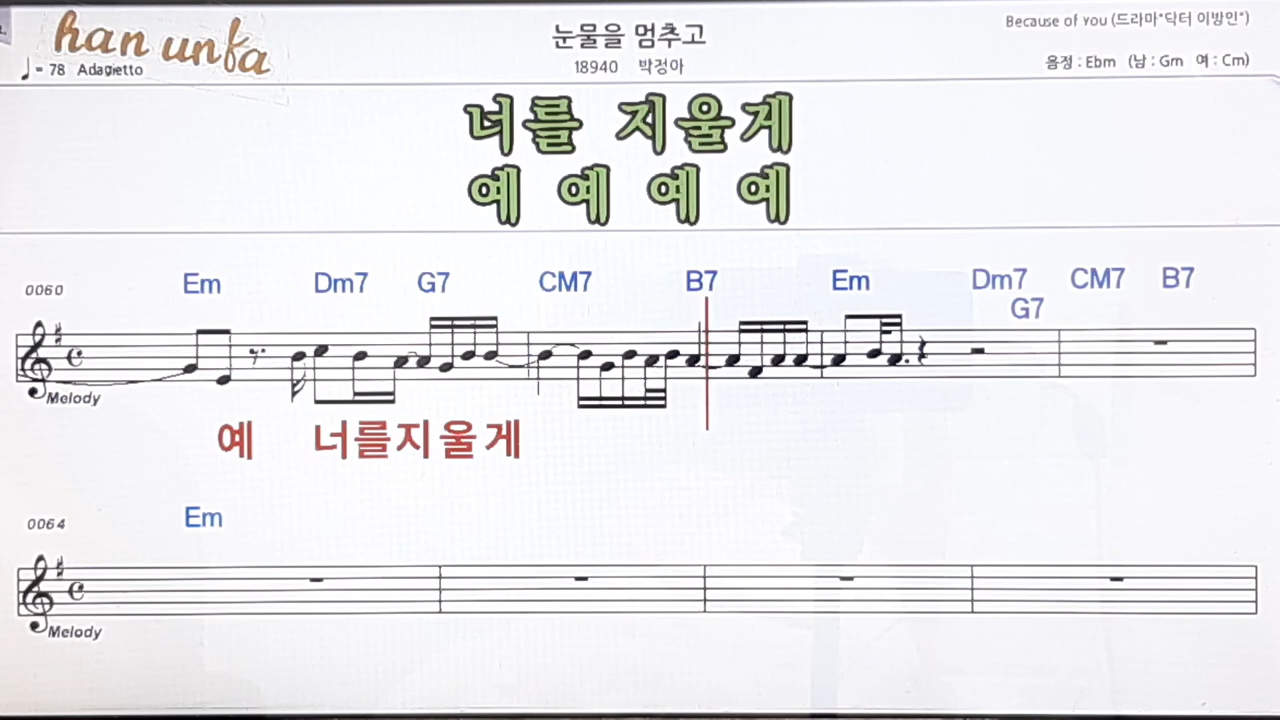 han unfa
♩= 78 Adagietto
눈물을 멈추고
18940 박정아
Because of You (드라마"닥터 이방인")
음정 : Ebm (남 : Gm 여 : Cm)
너를 지울게
예 예 예 예
0060
Em Dm7 G7 CM7 B7 Em Dm7 G7 CM7 B7
Melody
예 너를지울게
0064
Em
Melody